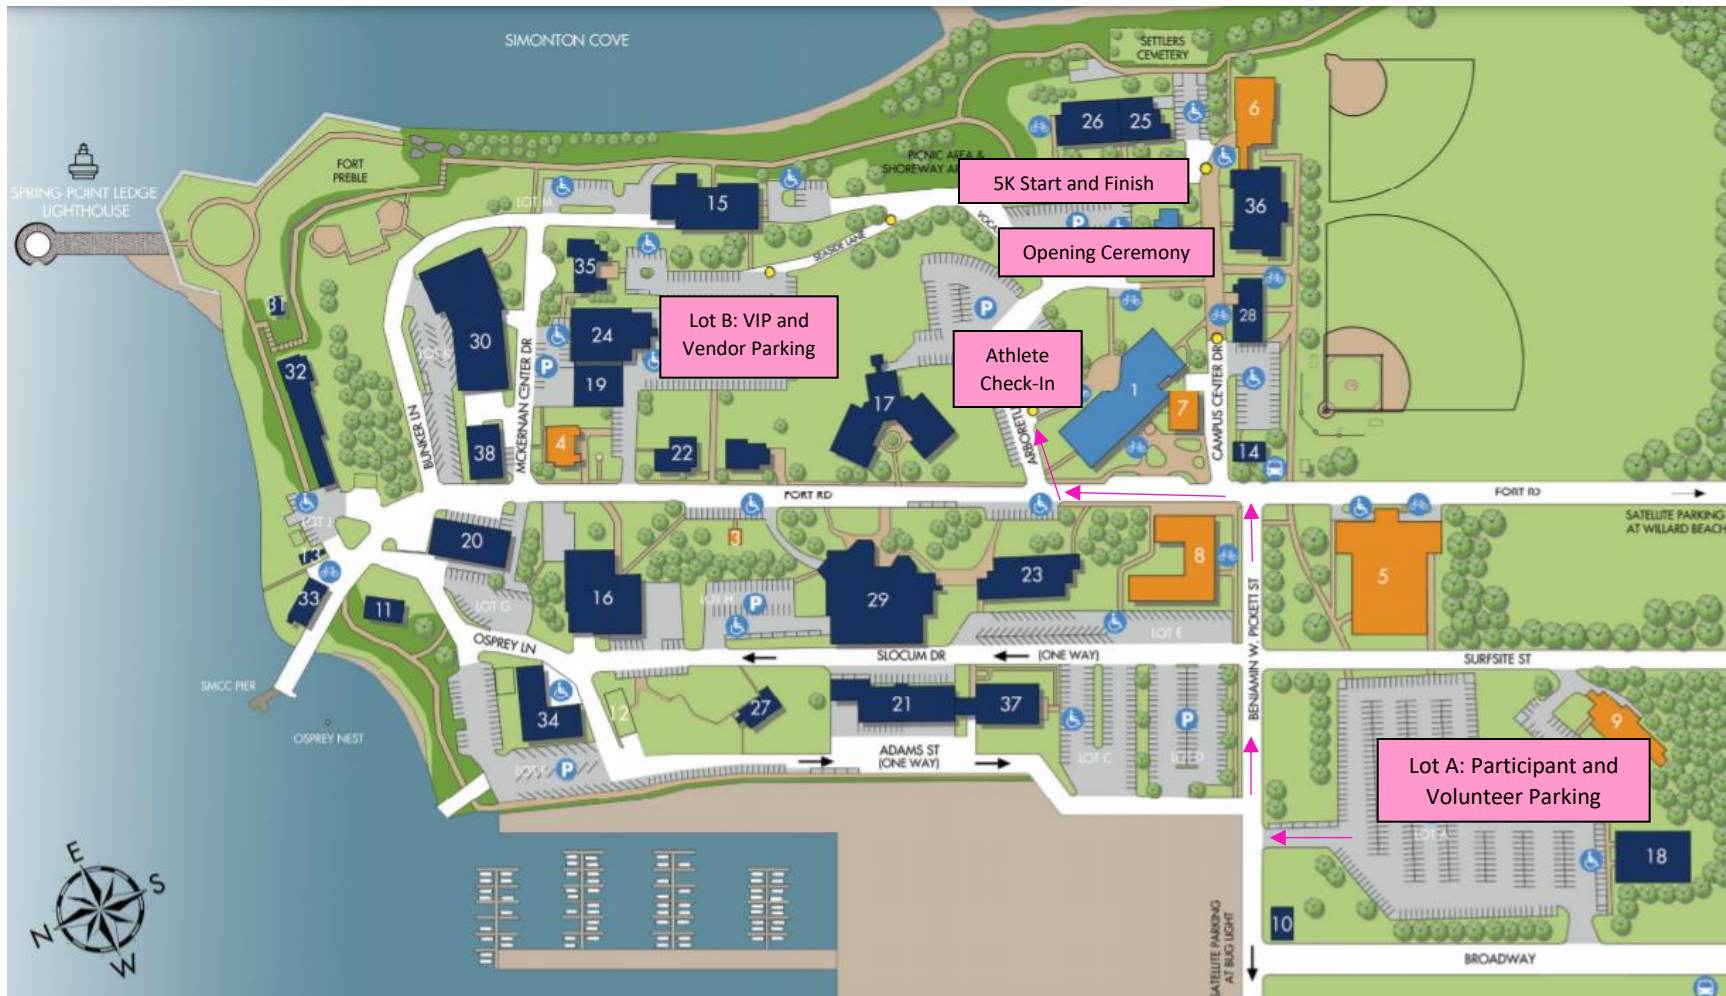 SIMONTON COVE
SETTLERS
CEMETERY
6
26
25
FORT
PREBLE
PICNIC AREA &
SHOREWAY AR
5K Start and Finish
SPRING POINT LEDGE
LIGHTHOUSE
LOT M
15
36
P
SEASIDE LANE
Opening Ceremony
35
31
P
28
Lot B: VIP and
Vendor Parking
24
30
P
19
32
Athlete
Check-In
1
17
7
BUNKER LN
MCKERNAN CENTER DR
CAMPUS CENTER DR
38
4
22
14
FORT RD
FORT RD
SATELLITE PARKING
AT WILLARD BEACH
LOT J
20
3
8
5
23
16
LOT H
P
29
33
11
LOT G
LOT E
OSPREY LN
SLOCUM DR
(ONE WAY)
BENJAMIN W. PICKETT ST
SURFSITE ST
SMCC PIER
34
12
27
21
37
P
9
OSPREY NEST
ADAMS ST
(ONE WAY)
P
LOT C
LOT D
Lot A: Participant and
Volunteer Parking
LOT A
18
E
S
N
W
10
SATELLITE PARKING
AT BUG LIGHT
BROADWAY